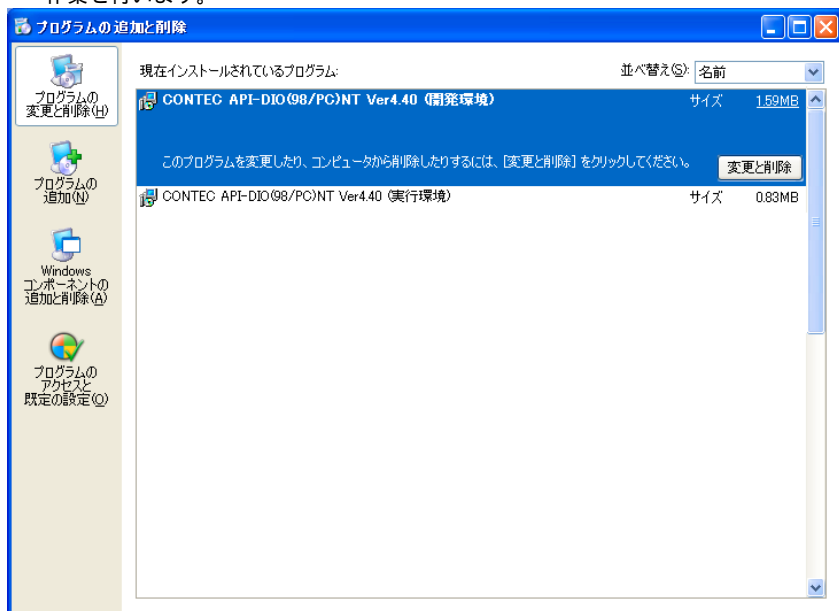 作業を行います。
プログラムの追加と削除
現在インストールされているプログラム:
並べ替え(S): 名前
プログラムの
変更と削除(H)
CONTEC API-DIO(98/PC)NT Ver4.40 (開発環境)
サイズ 1.59MB
このプログラムを変更したり、コンピュータから削除したりするには、[変更と削除] をクリックしてください。
変更と削除
プログラムの
追加(N)
CONTEC API-DIO(98/PC)NT Ver4.40 (実行環境)
サイズ 0.83MB
Windows
コンポーネントの
追加と削除(A)
プログラムの
アクセスと
既定の設定(O)